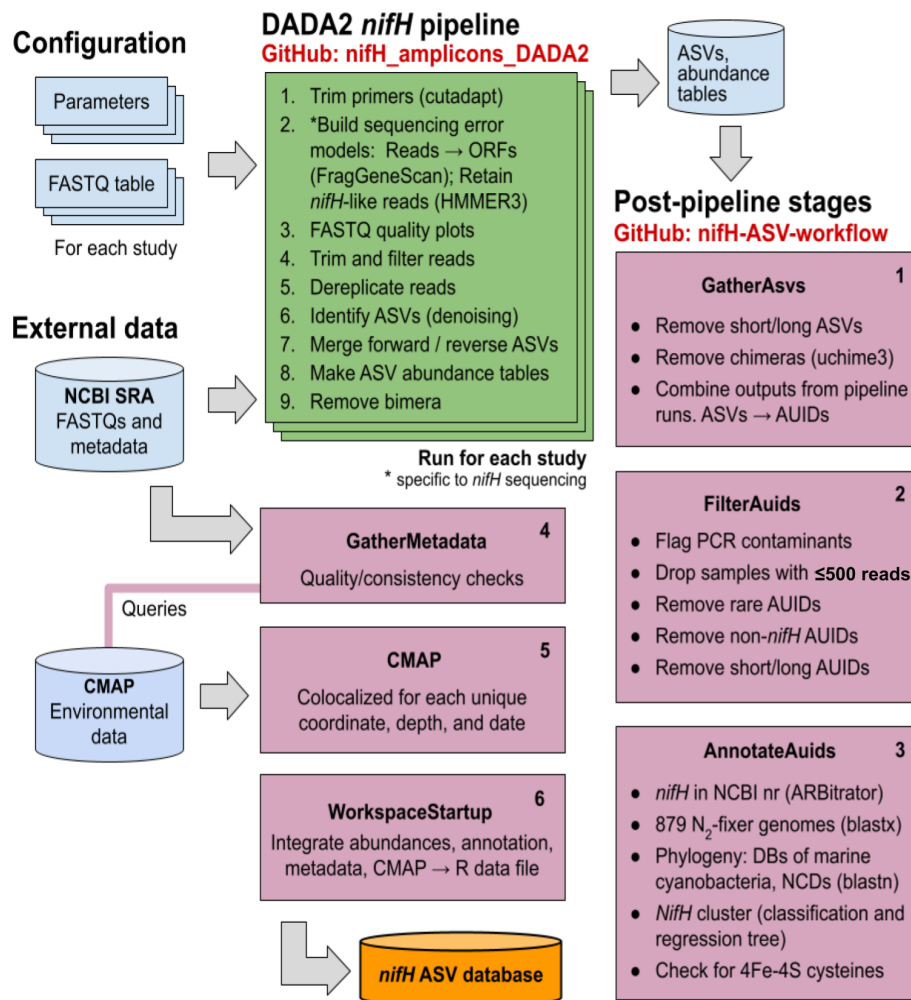 Configuration
Parameters
FASTQ table
For each study
External data
NCBI SRA
FASTQs and
metadata
DADA2 nifH pipeline
GitHub: nifH_amplicons_DADA2
1. Trim primers (cutadapt)
2. *Build sequencing error
models: Reads → ORFs
(FragGeneScan); Retain
nifH-like reads (HMMER3)
3. FASTQ quality plots
4. Trim and filter reads
5. Dereplicate reads
6. Identify ASVs (denoising)
7. Merge forward / reverse ASVs
8. Make ASV abundance tables
9. Remove bimera
Run for each study
* specific to nifH sequencing
ASVs,
abundance
tables
Post-pipeline stages
GitHub: nifH-ASV-workflow
GatherAsvs 1
● Remove short/long ASVs
● Remove chimeras (uchime3)
● Combine outputs from pipeline
runs. ASVs → AUIDs
FilterAuids 2
● Flag PCR contaminants
● Drop samples with ≤500 reads
● Remove rare AUIDs
● Remove non-nifH AUIDs
● Remove short/long AUIDs
AnnotateAuids 3
● nifH in NCBI nr (ARBitrator)
● 879 N₂-fixer genomes (blastx)
● Phylogeny: DBs of marine
cyanobacteria, NCDs (blastn)
● NifH cluster (classification and
regression tree)
● Check for 4Fe-4S cysteines
GatherMetadata 4
Quality/consistency checks
Queries
CMAP
Environmental
data
CMAP 5
Colocalized for each unique
coordinate, depth, and date
WorkspaceStartup 6
Integrate abundances, annotation,
metadata, CMAP → R data file
nifH ASV database